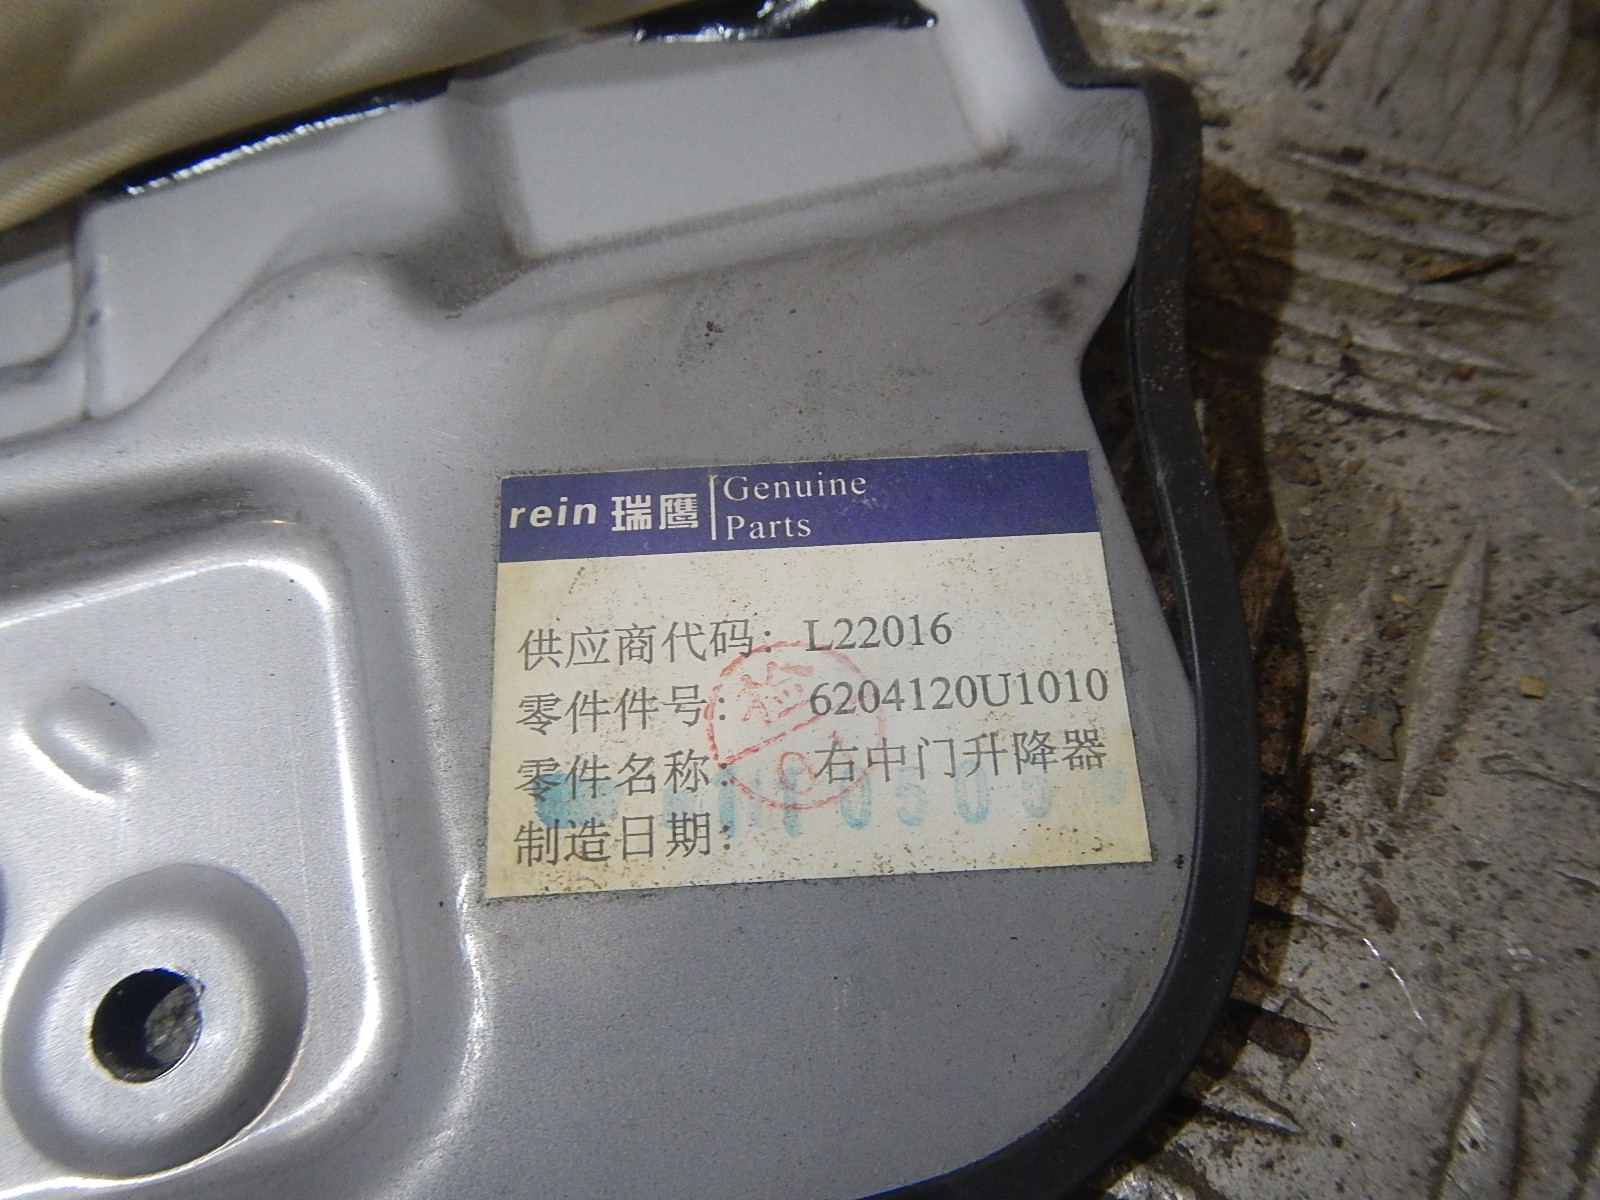 rein 瑞鹰 Genuine
Parts
供应商代码: L22016
零件件号: 6204120U1010
零件名称: 右中门升降器
制造日期:
检